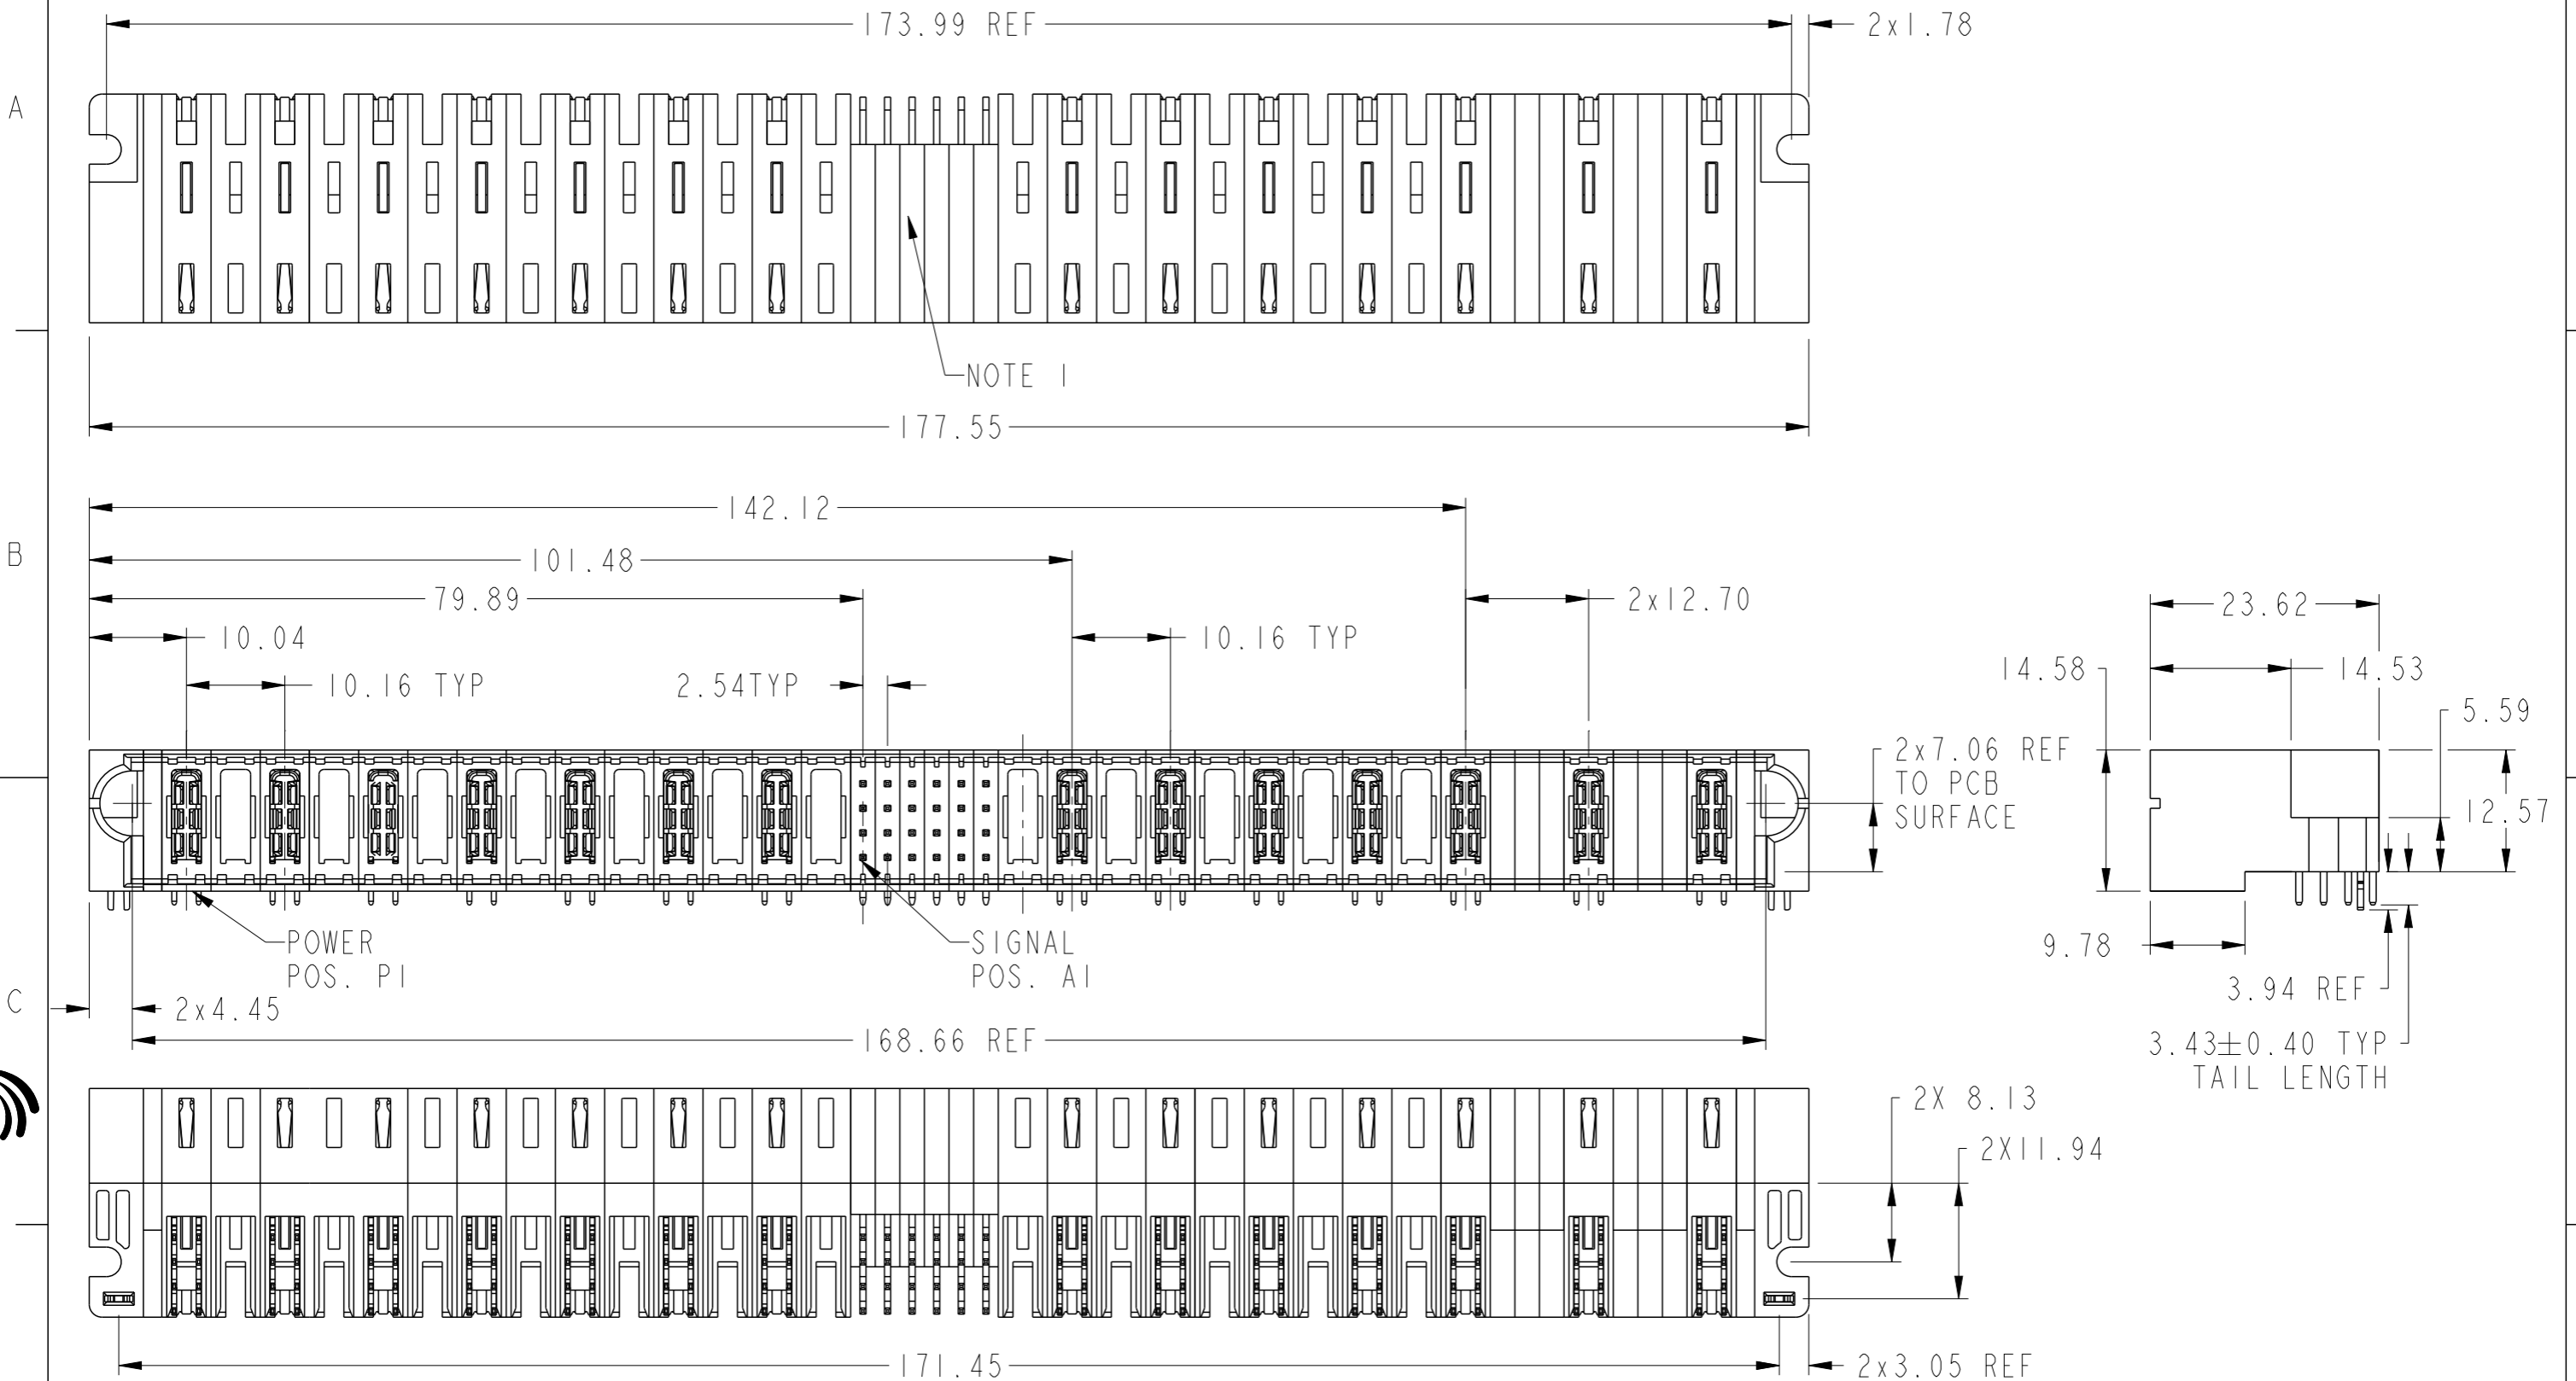 173.99 REF
2x1.78
A
NOTE 1
177.55
142.12
B
101.48
79.89
2x12.70
23.62
10.04
10.16 TYP
14.58
14.53
10.16 TYP
2.54TYP
5.59
2x7.06 REF
TO PCB
SURFACE
12.57
POWER
POS. P1
SIGNAL
POS. A1
9.78
3.94 REF
C
2x4.45
168.66 REF
3.43±0.40 TYP
TAIL LENGTH
2X 8.13
2X11.94
171.45
2x3.05 REF